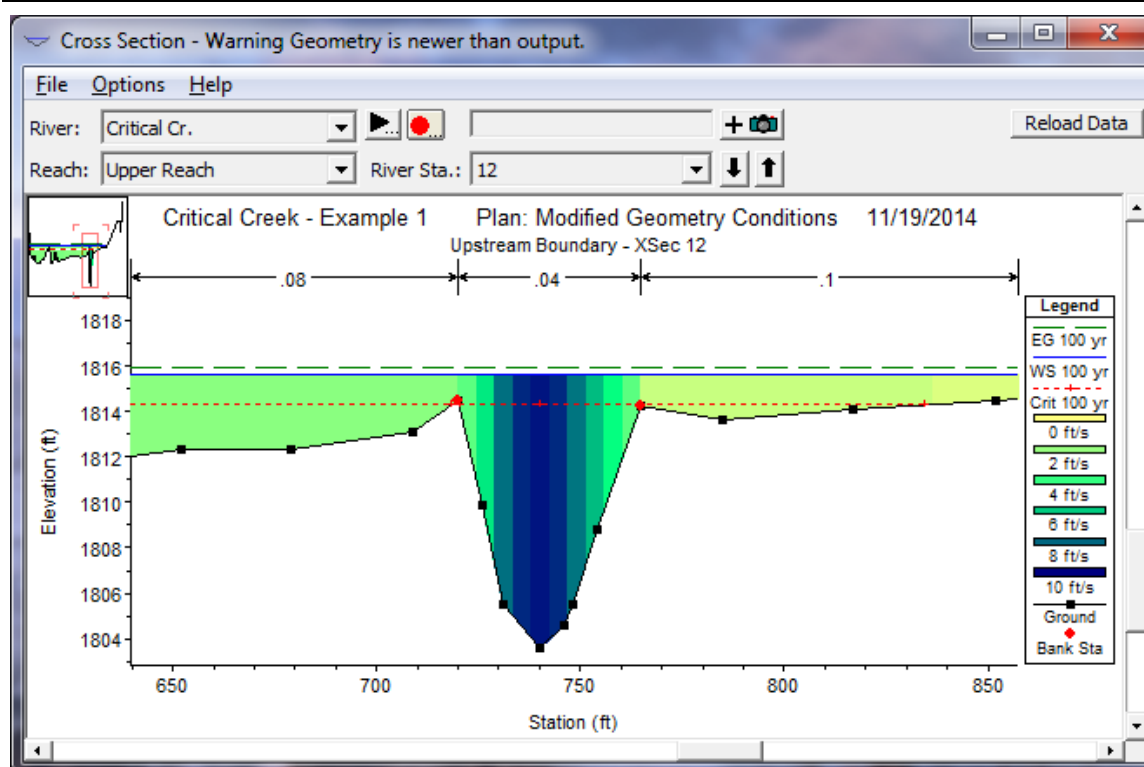 Cross Section - Warning Geometry is newer than output.
File Options Help
River: Critical Cr. Reload Data
Reach: Upper Reach River Sta.: 12
Critical Creek - Example 1 Plan: Modified Geometry Conditions 11/19/2014
Upstream Boundary - XSec 12
.08 .04 .1
1818
1816
1814
1812
1810
1808
1806
1804
Elevation (ft)
650 700 750 800 850
Station (ft)
Legend
EG 100 yr
WS 100 yr
Crit 100 yr
0 ft/s
2 ft/s
4 ft/s
6 ft/s
8 ft/s
10 ft/s
Ground
Bank Sta